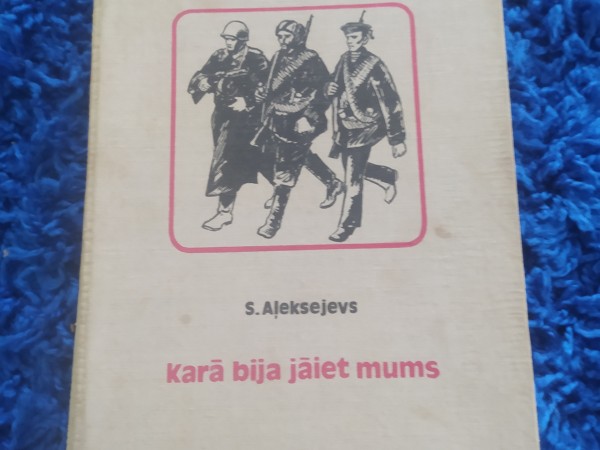 S. Aļeksejevs
karā bija jāiet mums